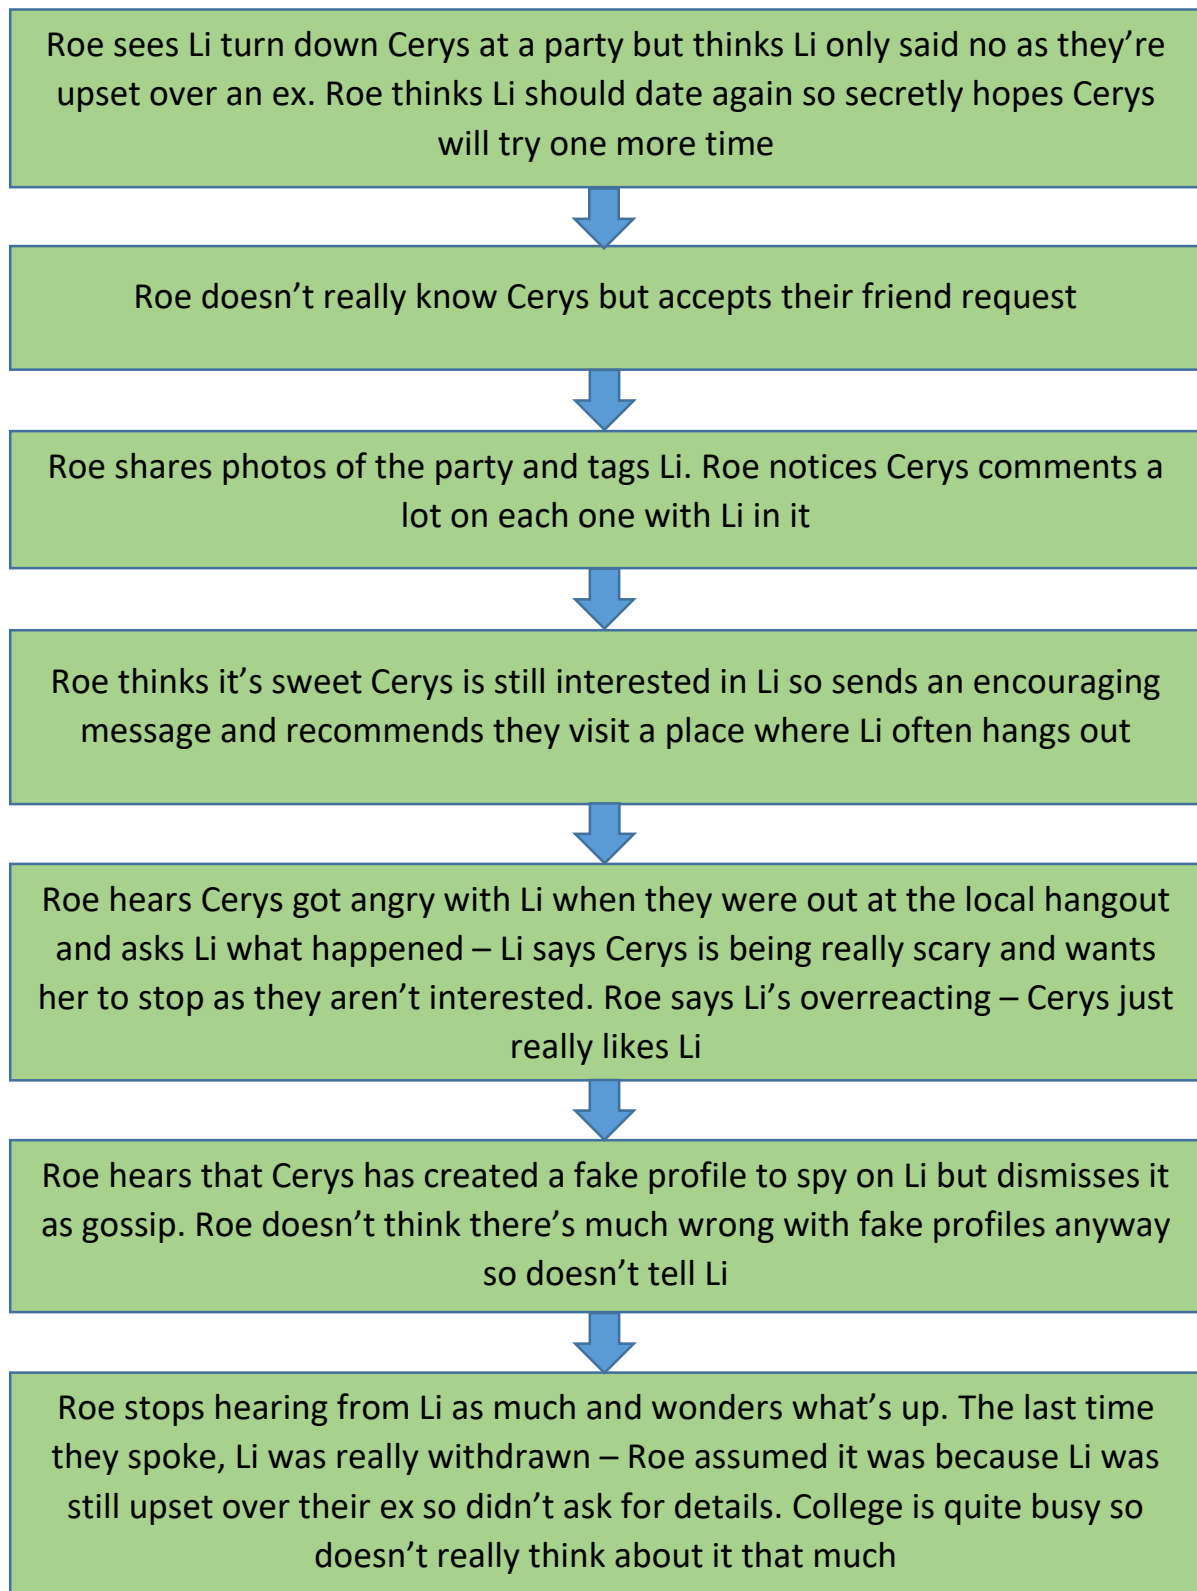 Roe sees Li turn down Cerys at a party but thinks Li only said no as they’re
upset over an ex. Roe thinks Li should date again so secretly hopes Cerys
will try one more time
Roe doesn’t really know Cerys but accepts their friend request
Roe shares photos of the party and tags Li. Roe notices Cerys comments a
lot on each one with Li in it
Roe thinks it’s sweet Cerys is still interested in Li so sends an encouraging
message and recommends they visit a place where Li often hangs out
Roe hears Cerys got angry with Li when they were out at the local hangout
and asks Li what happened – Li says Cerys is being really scary and wants
her to stop as they aren’t interested. Roe says Li’s overreacting – Cerys just
really likes Li
Roe hears that Cerys has created a fake profile to spy on Li but dismisses it
as gossip. Roe doesn’t think there’s much wrong with fake profiles anyway
so doesn’t tell Li
Roe stops hearing from Li as much and wonders what’s up. The last time
they spoke, Li was really withdrawn – Roe assumed it was because Li was
still upset over their ex so didn’t ask for details. College is quite busy so
doesn’t really think about it that much